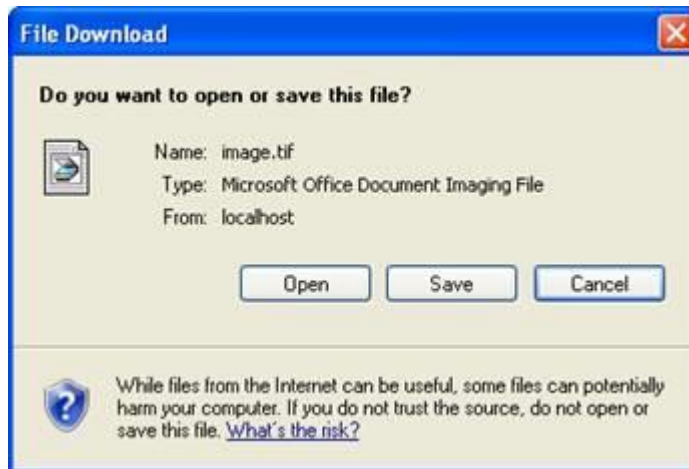 File Download
Do you want to open or save this file?
Name: image.tif
Type: Microsoft Office Document Imaging File
From: localhost
Open Save Cancel
While files from the Internet can be useful, some files can potentially
harm your computer. If you do not trust the source, do not open or
save this file. What's the risk?